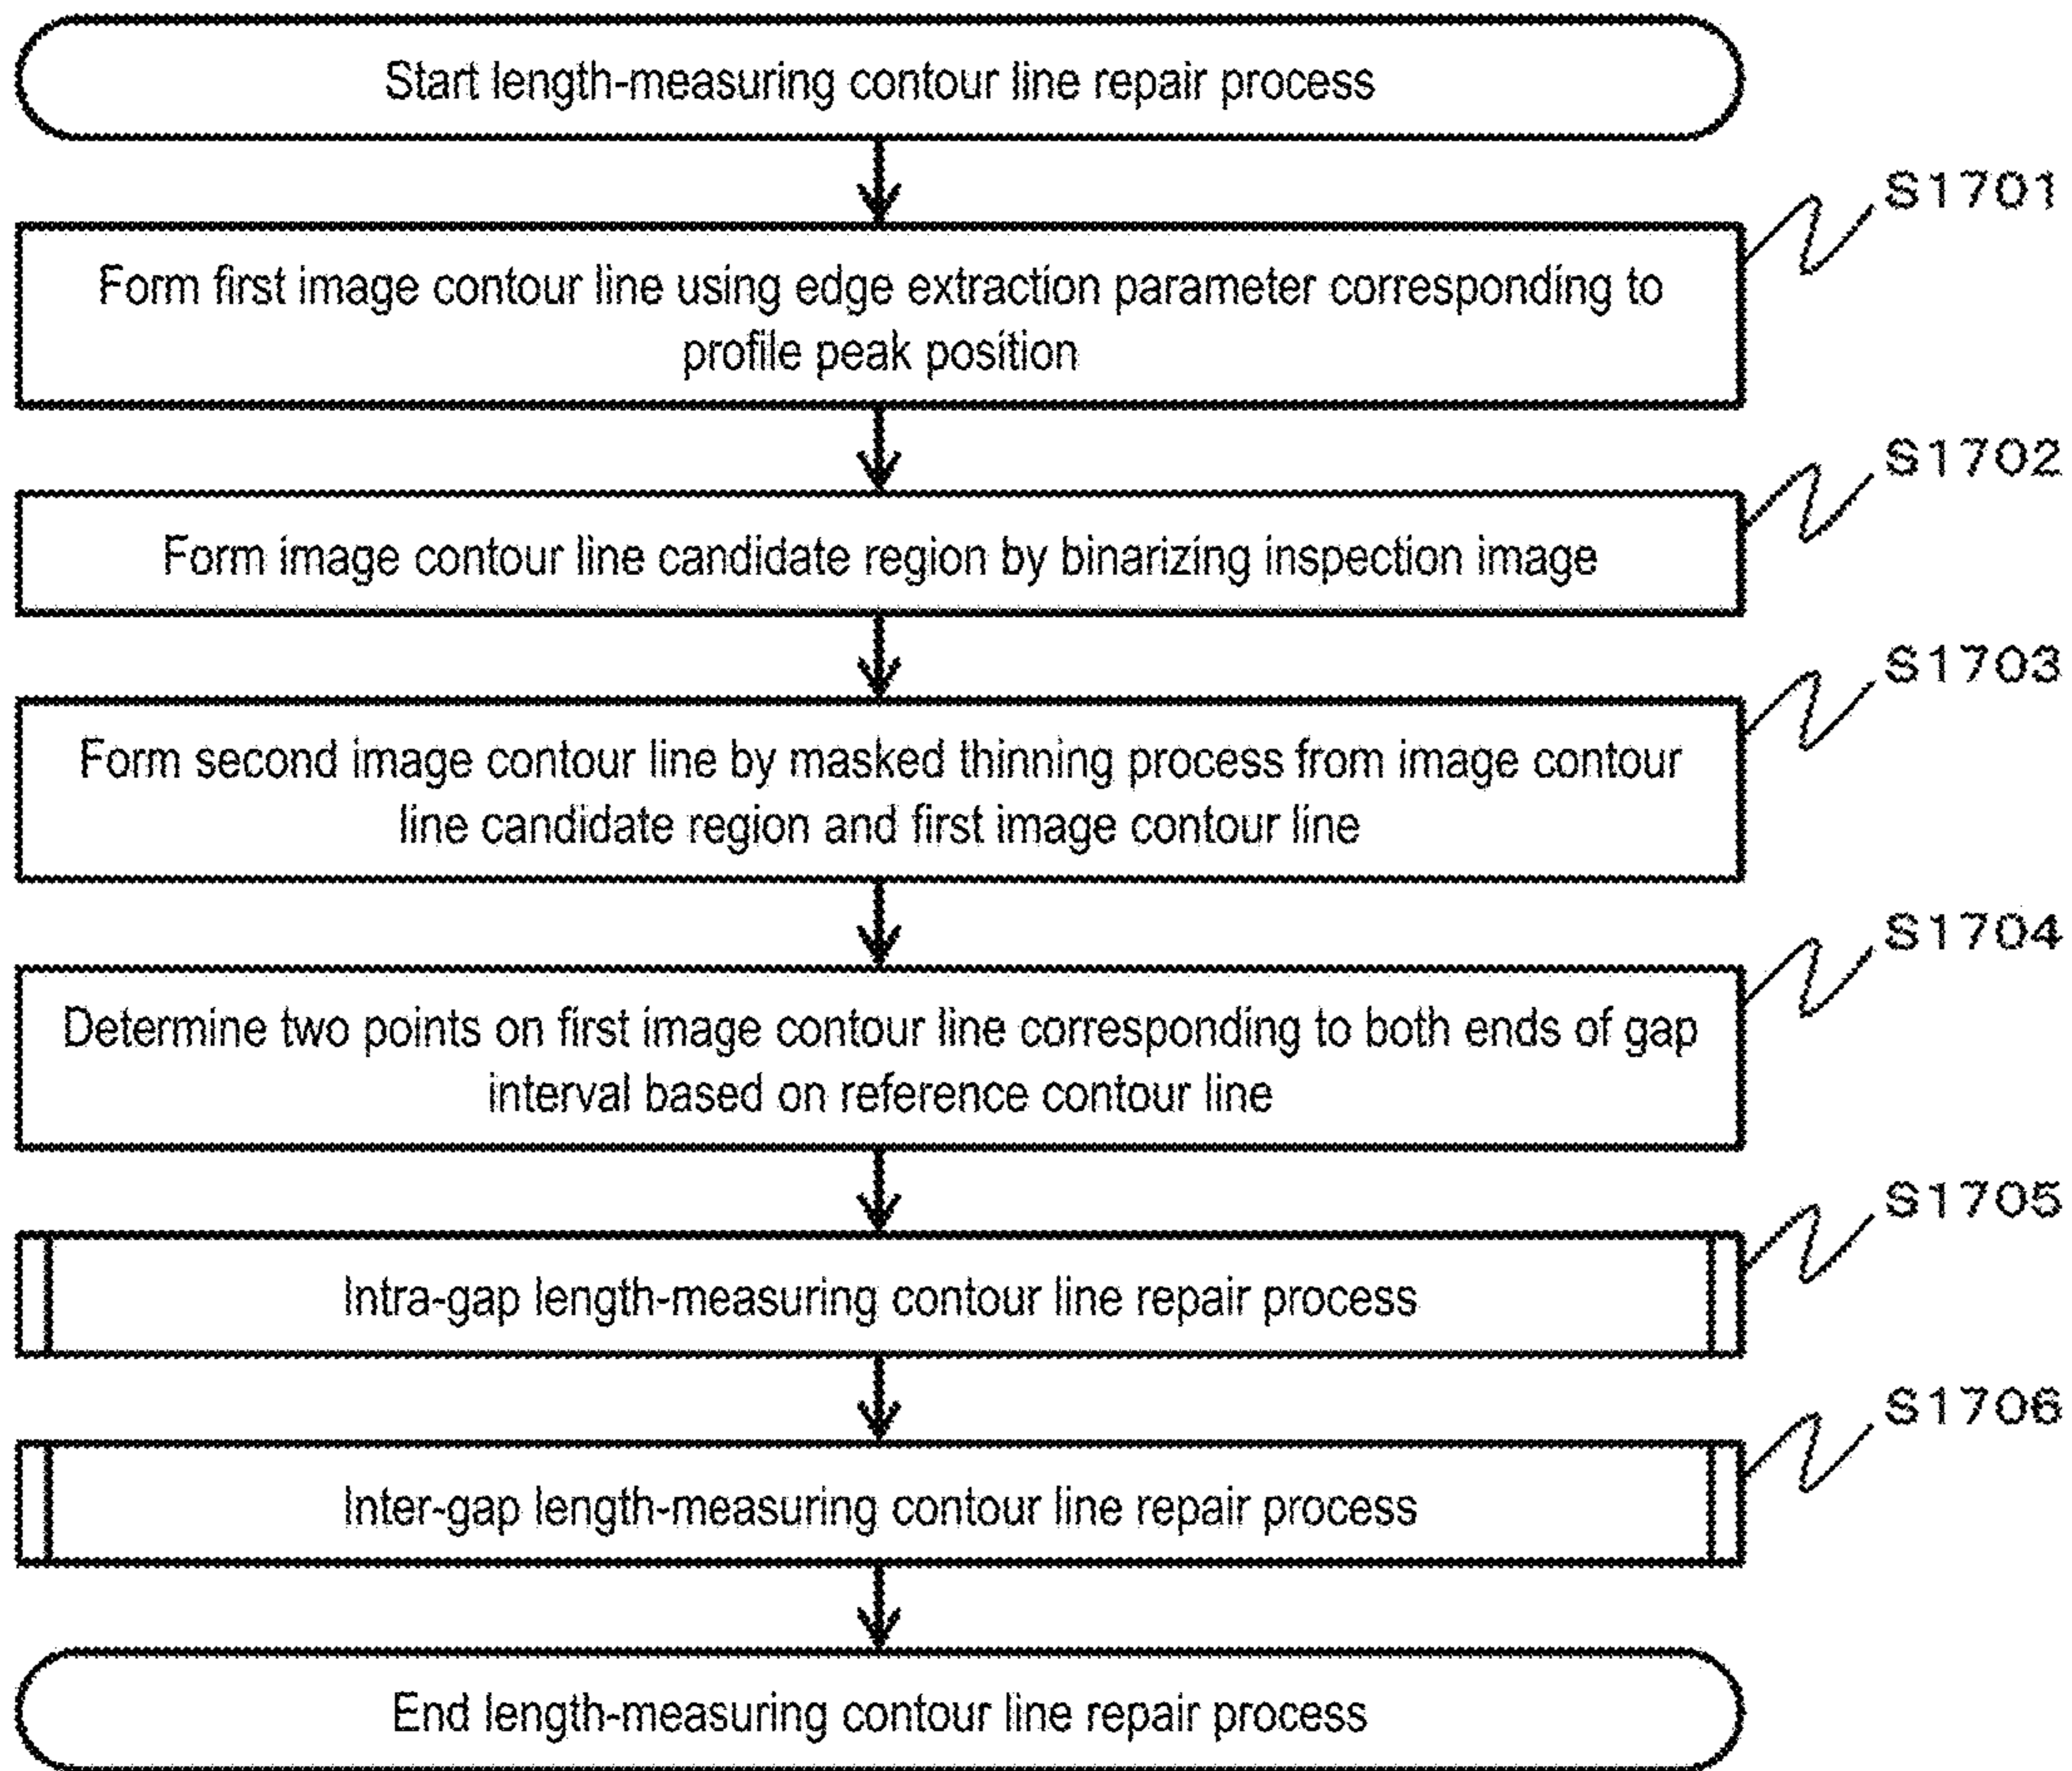 Start length-measuring contour line repair process
S1701
Form first image contour line using edge extraction parameter corresponding to
profile peak position
S1702
Form image contour line candidate region by binarizing inspection image
S1703
Form second image contour line by masked thinning process from image contour
line candidate region and first image contour line
S1704
Determine two points on first image contour line corresponding to both ends of gap
interval based on reference contour line
S1705
Intra-gap length-measuring contour line repair process
S1706
Inter-gap length-measuring contour line repair process
End length-measuring contour line repair process